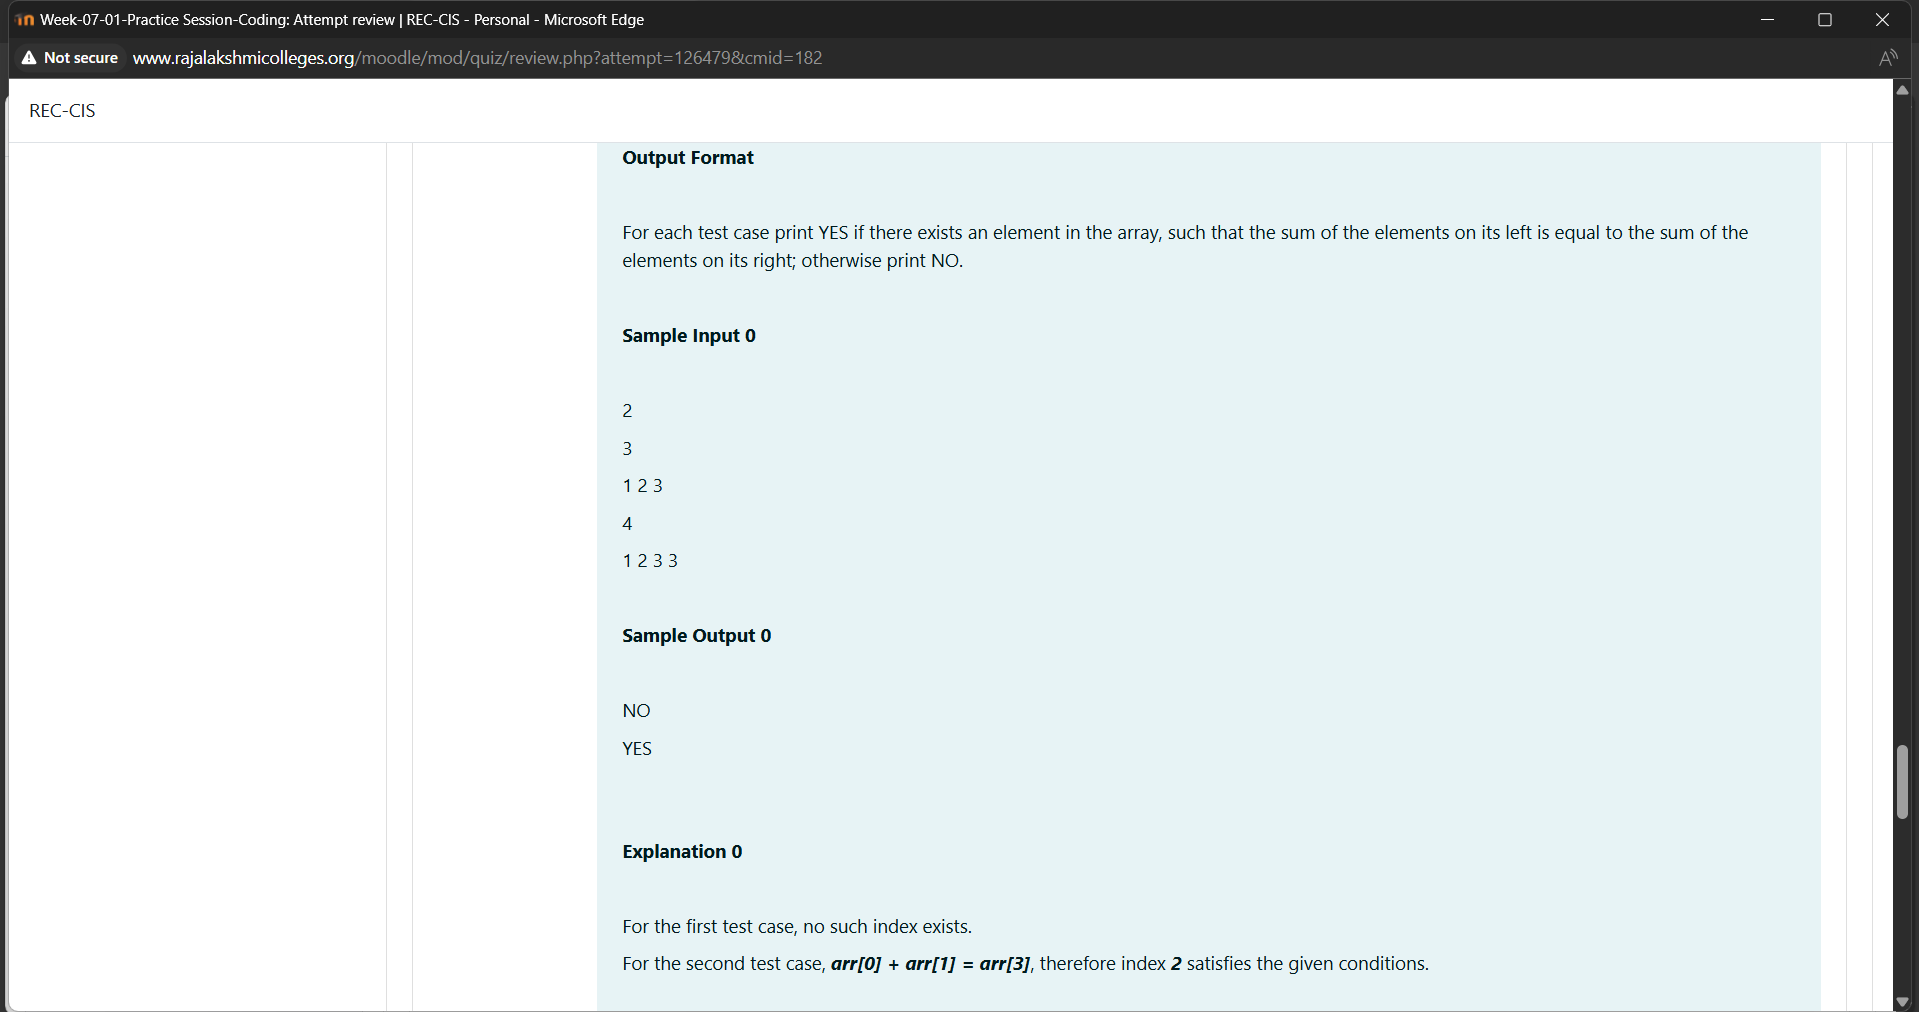 Week-07-01-Practice Session-Coding: Attempt review | REC-CIS - Personal - Microsoft Edge
Not secure www.rajalakshmicolleges.org/moodle/mod/quiz/review.php?attempt=126479&cmid=182
REC-CIS
Output Format
For each test case print YES if there exists an element in the array, such that the sum of the elements on its left is equal to the sum of the
elements on its right; otherwise print NO.
Sample Input 0
2
3
1 2 3
4
1 2 3 3
Sample Output 0
NO
YES
Explanation 0
For the first test case, no such index exists.
For the second test case, arr[0] + arr[1] = arr[3], therefore index 2 satisfies the given conditions.